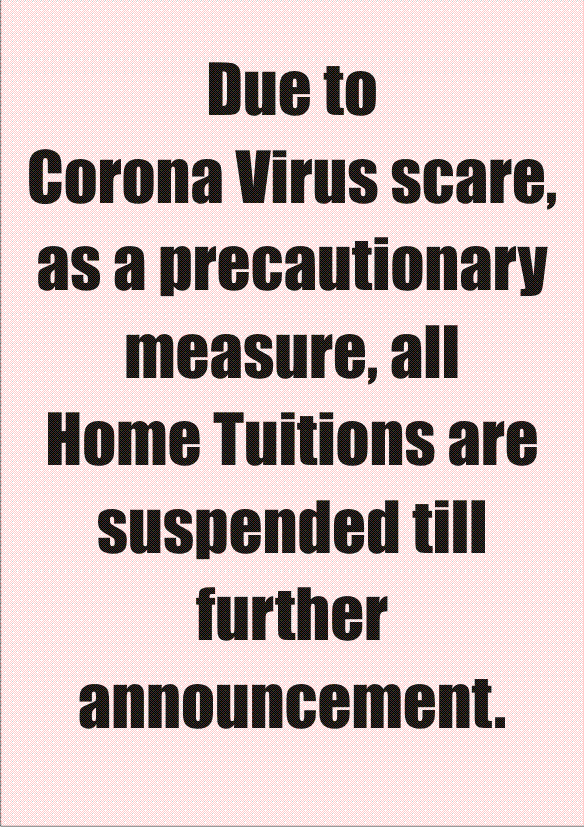 Due to
Corona Virus scare,
as a precautionary
measure, all
Home Tuitions are
suspended till
further
announcement.